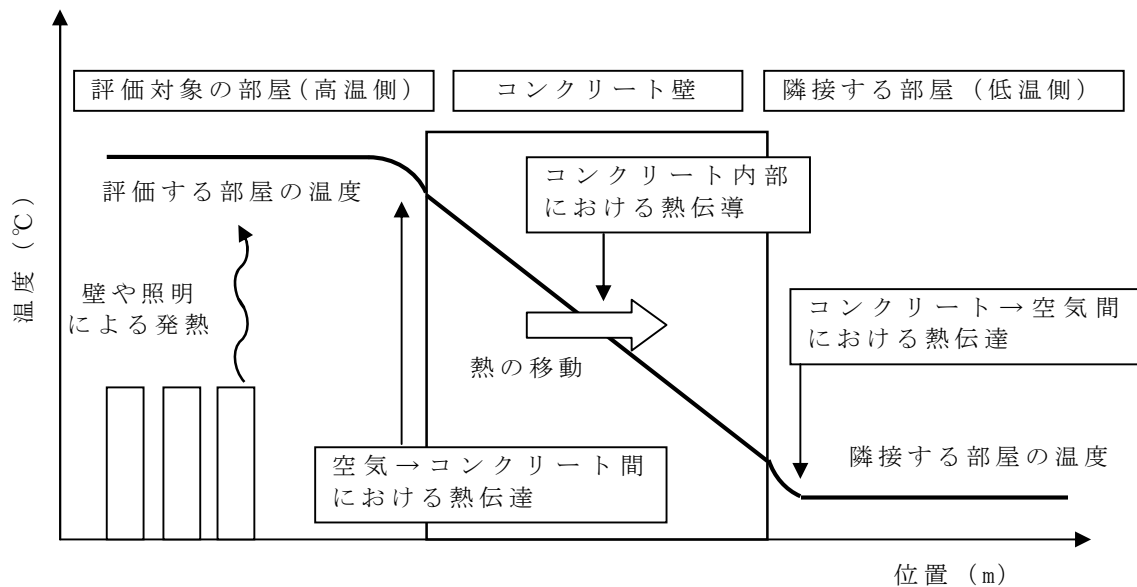 評価対象の部屋(高温側)
コンクリート壁
隣接する部屋(低温側)
評価する部屋の温度
コンクリート内部
における熱伝導
温度(℃)
壁や照明
による発熱
コンクリート→空気間
における熱伝達
熱の移動
空気→コンクリート間
における熱伝達
隣接する部屋の温度
位置(m)